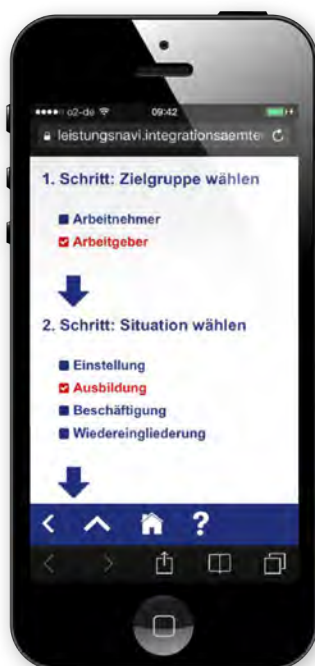 o2-de 09:42
leistungsnavi.integrationsaemter
1. Schritt: Zielgruppe wählen
Arbeitnehmer
Arbeitgeber
2. Schritt: Situation wählen
Einstellung
Ausbildung
Beschäftigung
Wiedereingliederung
?